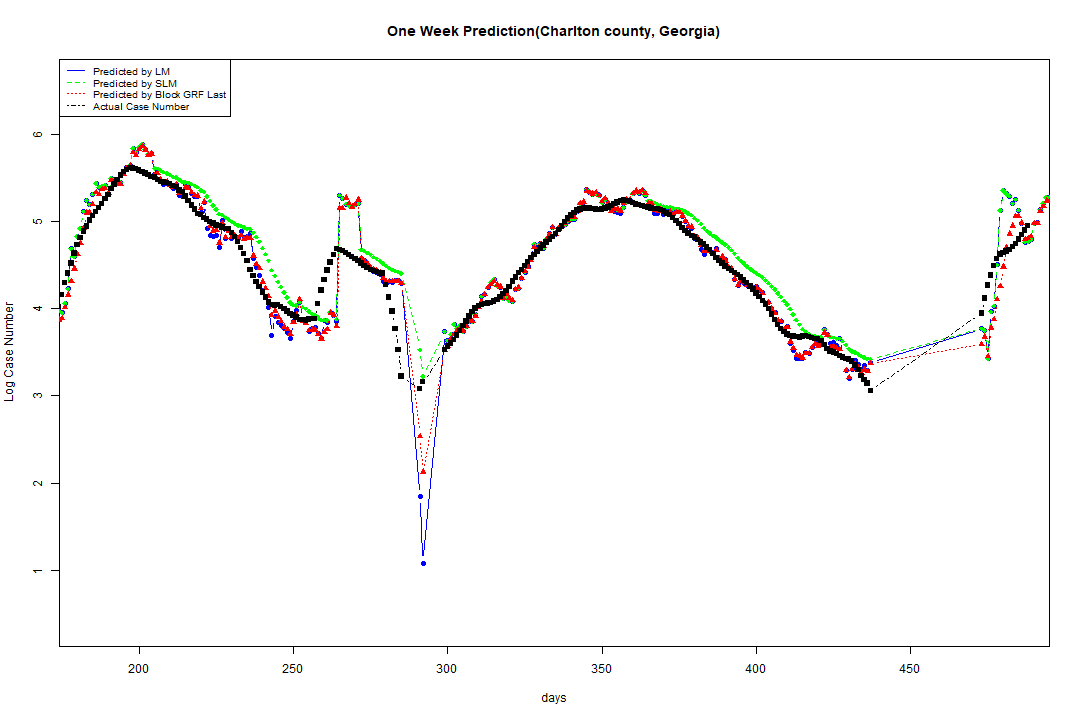 One Week Prediction(Charlton county, Georgia)
Predicted by LM
Predicted by SLM
Predicted by Block GRF Last
Actual Case Number
6
5
4
3
2
1
Log Case Number
200 250 300 350 400 450
days